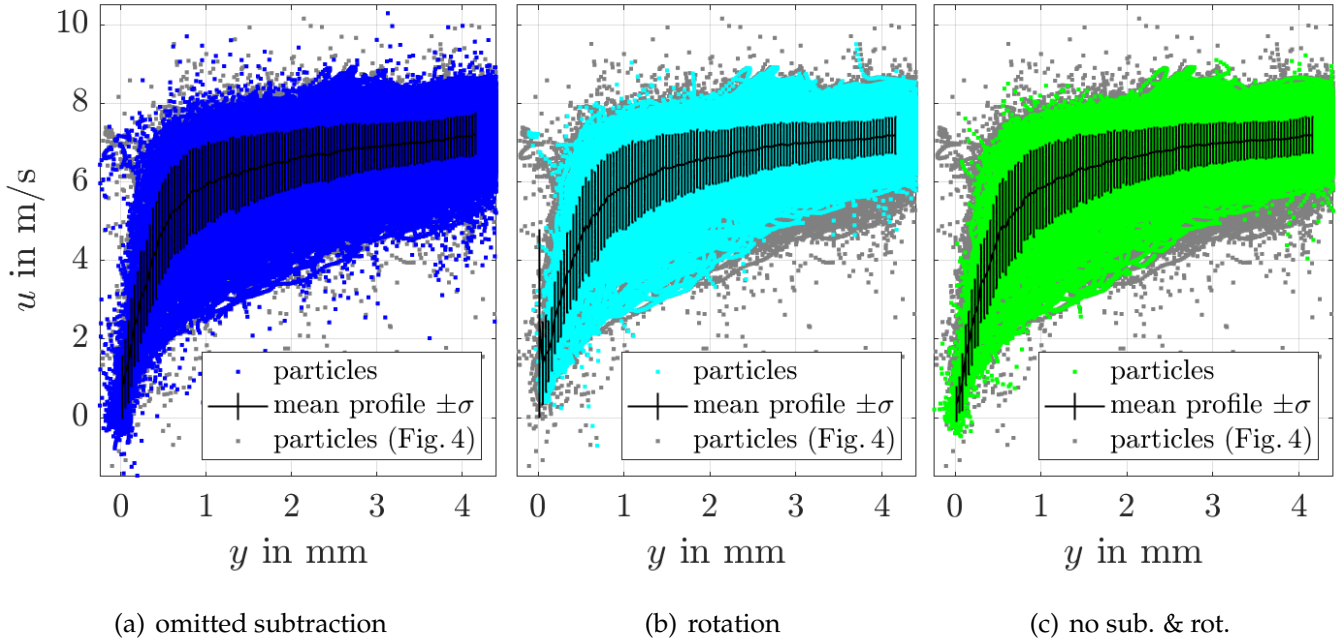 10
8
6
4
2
0
u in m/s
particles
mean profile ±σ
particles (Fig. 4)
0 1 2 3 4
y in mm
(a) omitted subtraction
particles
mean profile ±σ
particles (Fig. 4)
0 1 2 3 4
y in mm
(b) rotation
particles
mean profile ±σ
particles (Fig. 4)
0 1 2 3 4
y in mm
(c) no sub. & rot.